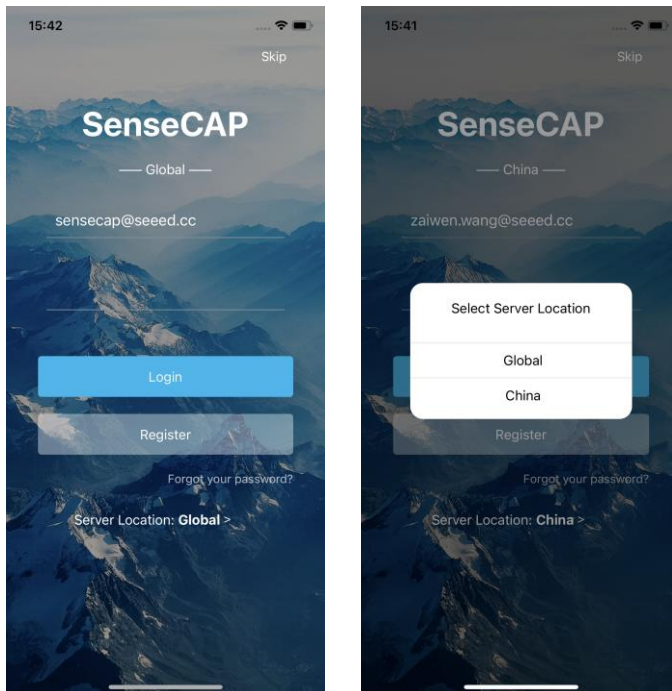 15:42
Skip
SenseCAP
Global
sensecap@seeed.cc
Login
Register
Forgot your password?
Server Location: Global >
15:41
Skip
SenseCAP
China
zaiwen.wang@seeed.cc
Select Server Location
Global
China
Register
Forgot your password?
Server Location: China >